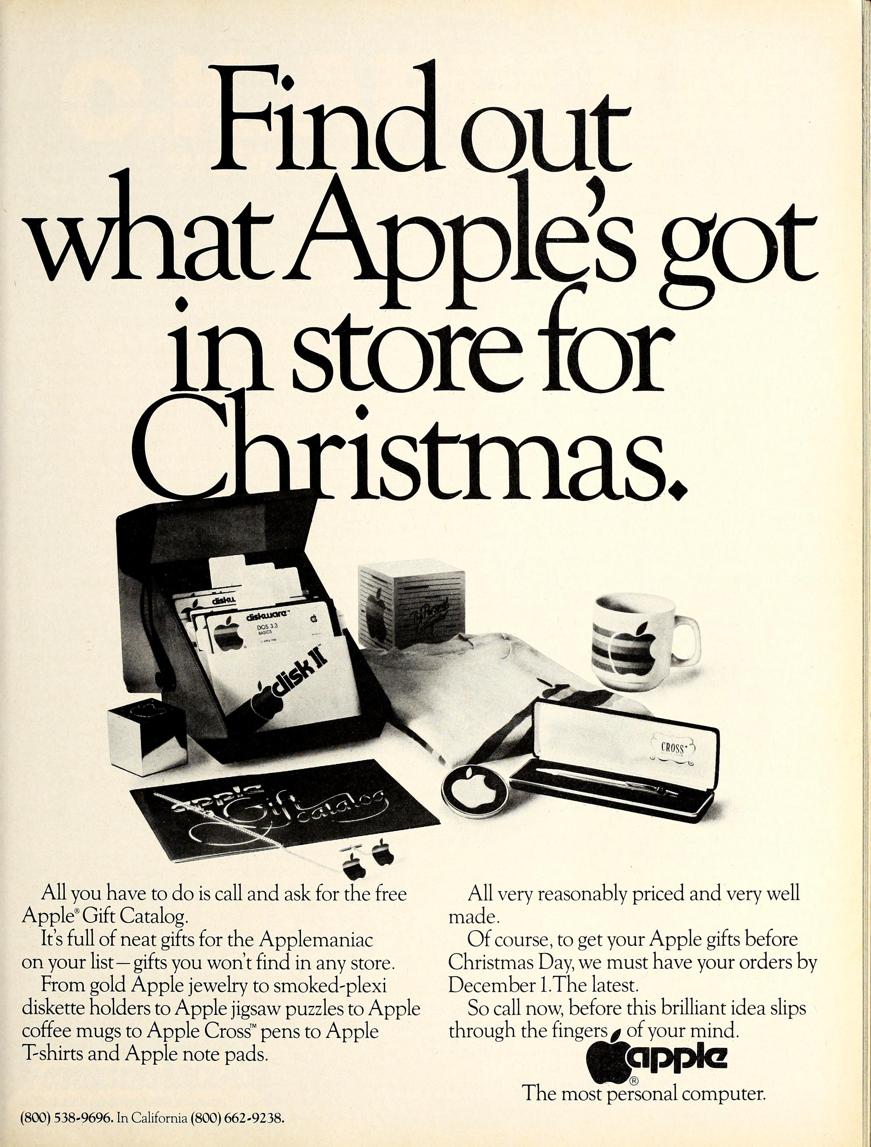 Find out
what Apple's got
in store for
Christmas.
diskware™
DOS 3.3
BASICS
disk II
CROSS
apple
Gift
catalog
All you have to do is call and ask for the free
Apple® Gift Catalog.
It's full of neat gifts for the Applemaniac
on your list—gifts you won't find in any store.
From gold Apple jewelry to smoked-plexi
diskette holders to Apple jigsaw puzzles to Apple
coffee mugs to Apple Cross™ pens to Apple
T-shirts and Apple note pads.
All very reasonably priced and very well
made.
Of course, to get your Apple gifts before
Christmas Day, we must have your orders by
December 1. The latest.
So call now, before this brilliant idea slips
through the fingers of your mind.
apple
®
The most personal computer.
(800) 538-9696. In California (800) 662-9238.